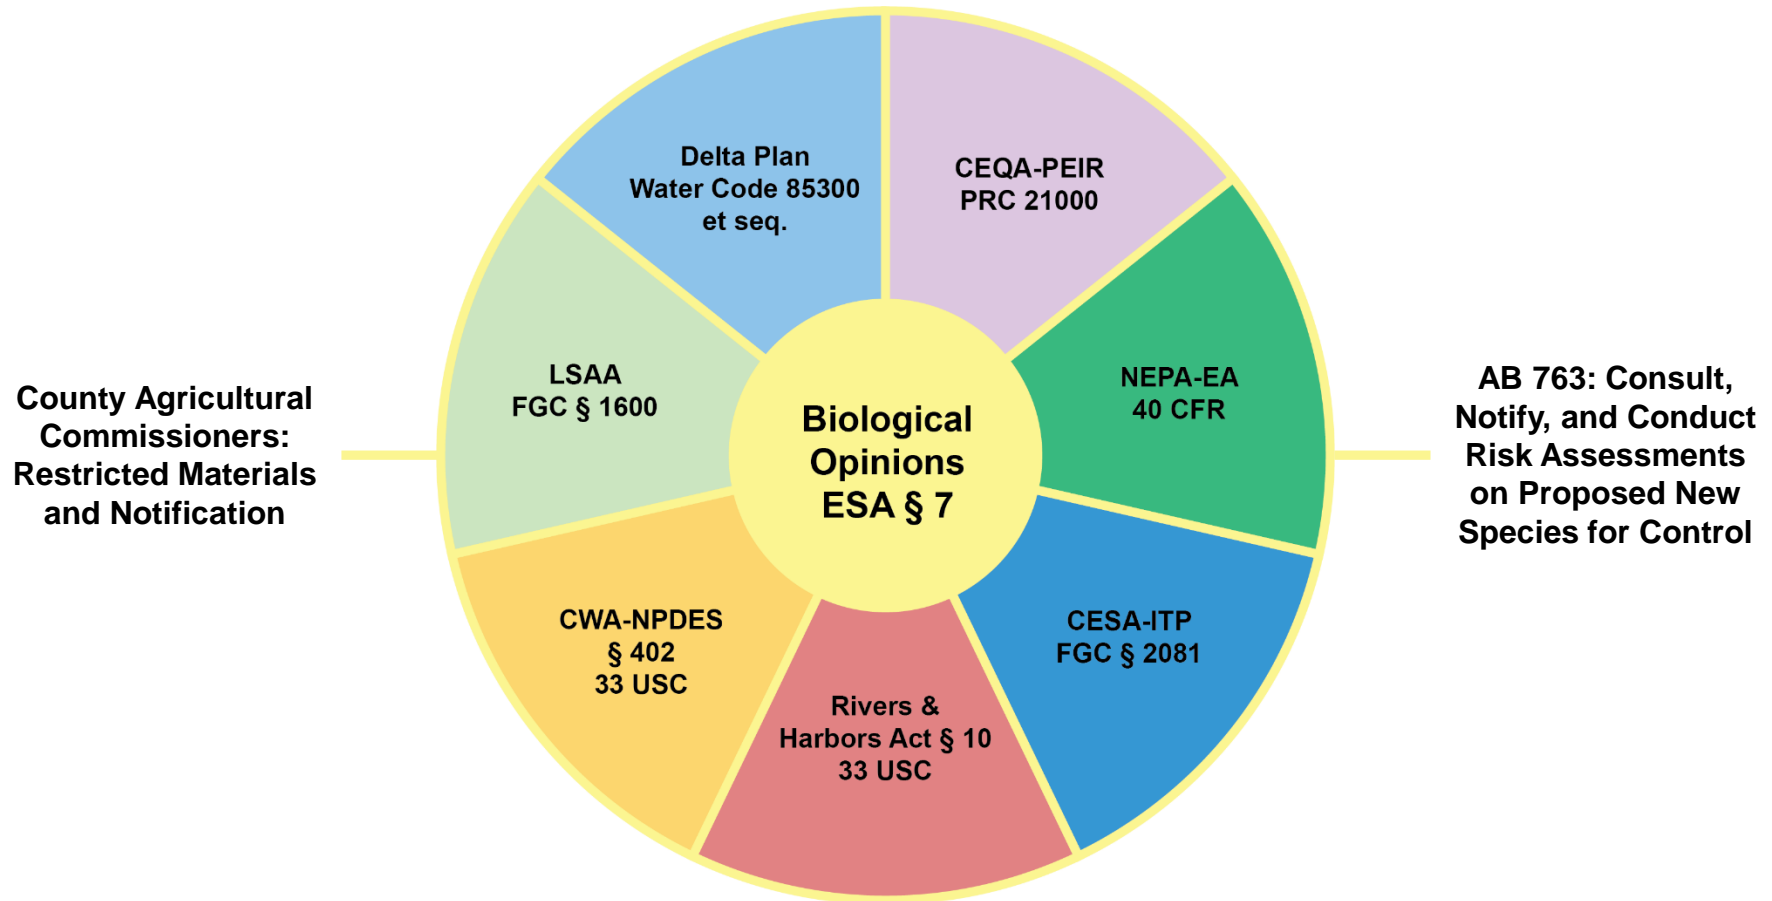 Delta Plan
Water Code 85300
et seq.
CEQA-PEIR
PRC 21000
LSAA
FGC § 1600
NEPA-EA
40 CFR
County Agricultural
Commissioners:
Restricted Materials
and Notification
Biological
Opinions
ESA § 7
AB 763: Consult,
Notify, and Conduct
Risk Assessments
on Proposed New
Species for Control
CWA-NPDES
§ 402
33 USC
CESA-ITP
FGC § 2081
Rivers &
Harbors Act § 10
33 USC